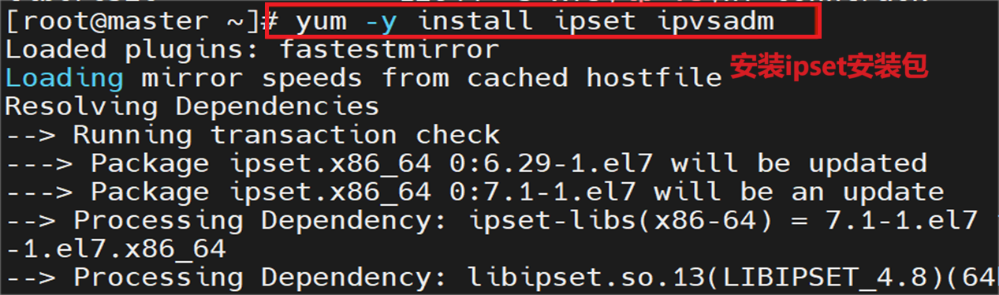 [root@master ~]# yum -y install ipset ipvsadm
Loaded plugins: fastestmirror
Loading mirror speeds from cached hostfile
安装ipset安装包
Resolving Dependencies
--> Running transaction check
---> Package ipset.x86_64 0:6.29-1.el7 will be updated
---> Package ipset.x86_64 0:7.1-1.el7 will be an update
--> Processing Dependency: ipset-libs(x86-64) = 7.1-1.el7
-1.el7.x86_64
--> Processing Dependency: libipset.so.13(LIBIPSET_4.8)(64